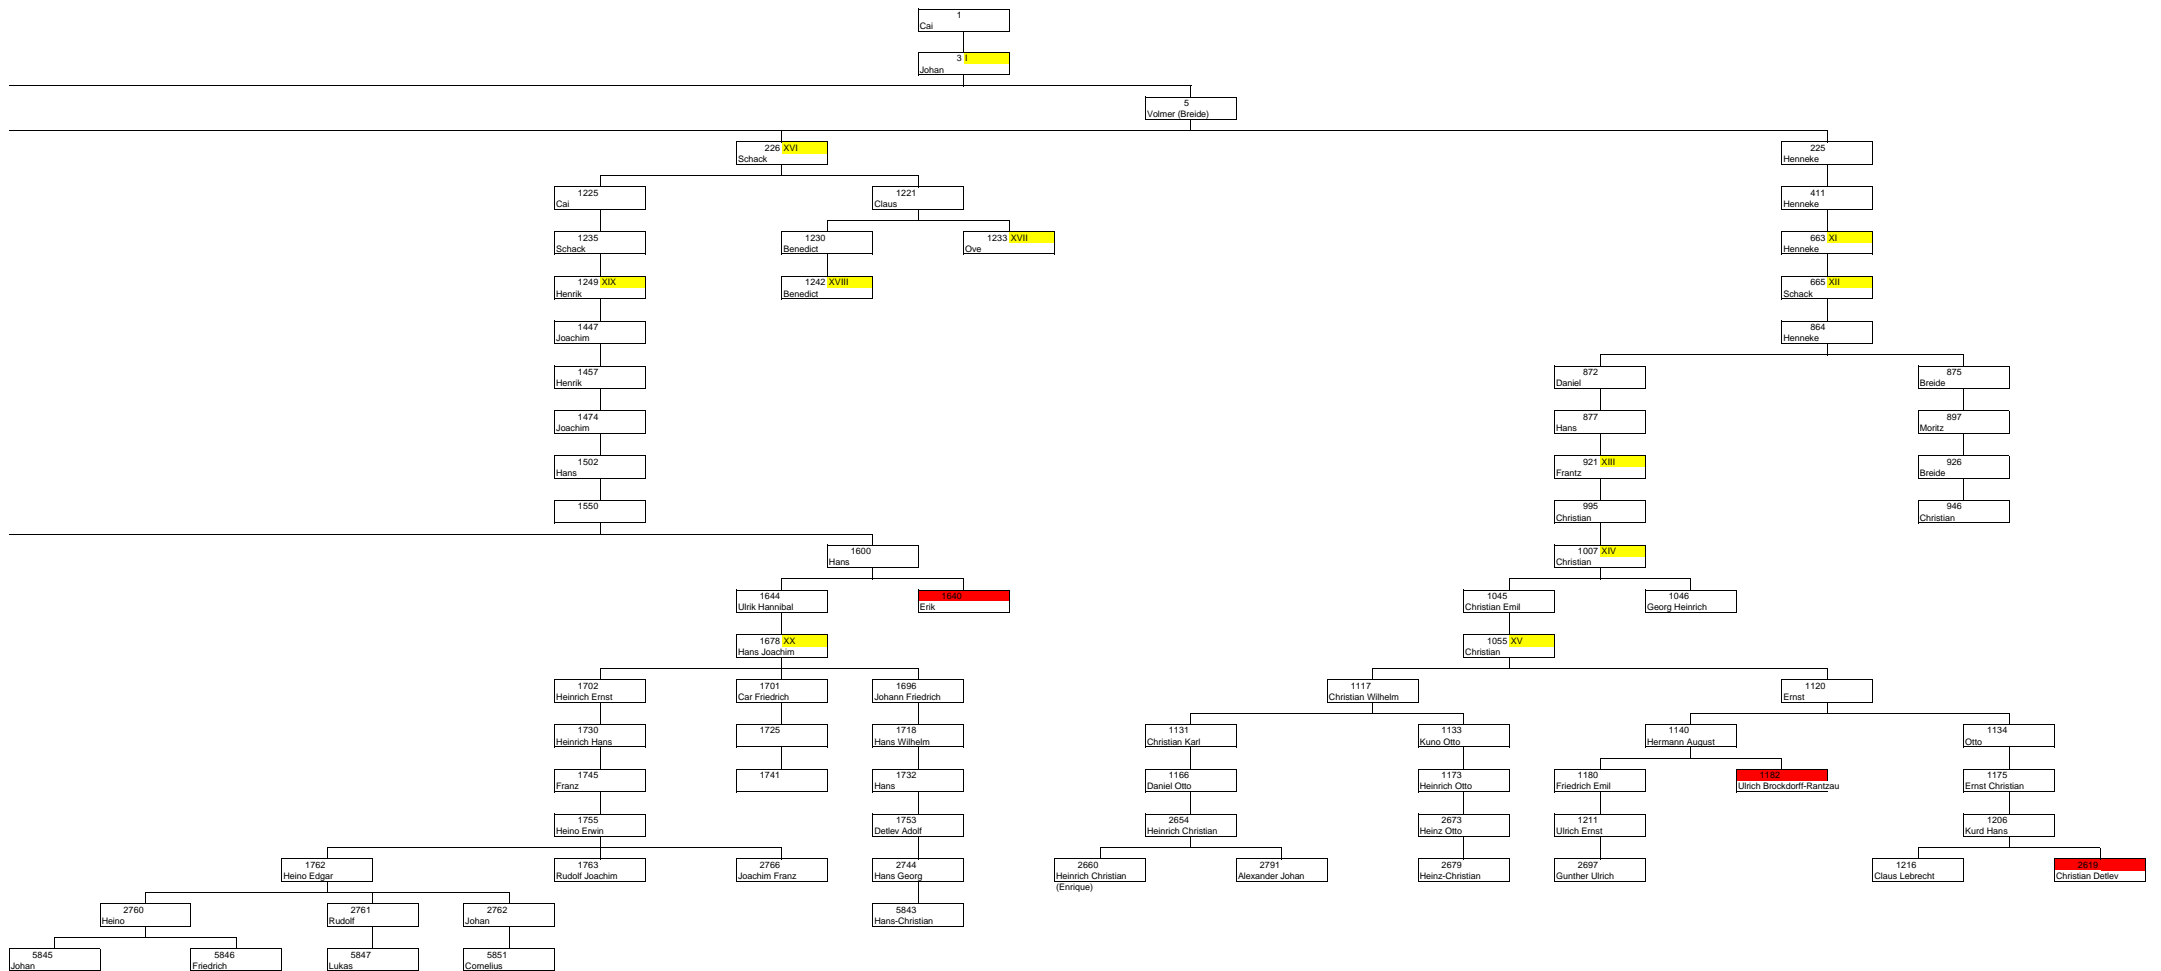 1
Cai
3 I
Johan
5
Volmer (Breide)
226 XVI
Schack
225
Henneke
1225
Cai
1221
Claus
411
Henneke
1235
Schack
1230
Benedict
1233 XVII
Ove
663 XI
Henneke
1249 XIX
Henrik
1242 XVIII
Benedict
665 XII
Schack
1447
Joachim
864
Henneke
1457
Henrik
872
Daniel
875
Breide
1474
Joachim
877
Hans
897
Moritz
1502
Hans
921 XIII
Frantz
926
Breide
1550
995
Christian
946
Christian
1600
Hans
1007 XIV
Christian
1644
Ulrik Hannibal
1640
Erik
1045
Christian Emil
1046
Georg Heinrich
1678 XX
Hans Joachim
1055 XV
Christian
1702
Heinrich Ernst
1701
Car Friedrich
1696
Johann Friedrich
1117
Christian Wilhelm
1120
Ernst
1730
Heinrich Hans
1725
1718
Hans Wilhelm
1131
Christian Karl
1133
Kuno Otto
1140
Hermann August
1134
Otto
1745
Franz
1741
1732
Hans
1166
Daniel Otto
1173
Heinrich Otto
1180
Friedrich Emil
1182
Ulrich Brockdorff-Rantzau
1175
Ernst Christian
1755
Heino Erwin
1753
Detlev Adolf
2654
Heinrich Christian
2673
Heinz Otto
1211
Ulrich Ernst
1206
Kurd Hans
1762
Heino Edgar
1763
Rudolf Joachim
2766
Joachim Franz
2744
Hans Georg
2660
Heinrich Christian
(Enrique)
2791
Alexander Johan
2679
Heinz-Christian
2697
Gunther Ulrich
1216
Claus Lebrecht
2619
Christian Detlev
2760
Heino
2761
Rudolf
2762
Johan
5843
Hans-Christian
5845
Johan
5846
Friedrich
5847
Lukas
5851
Cornelius